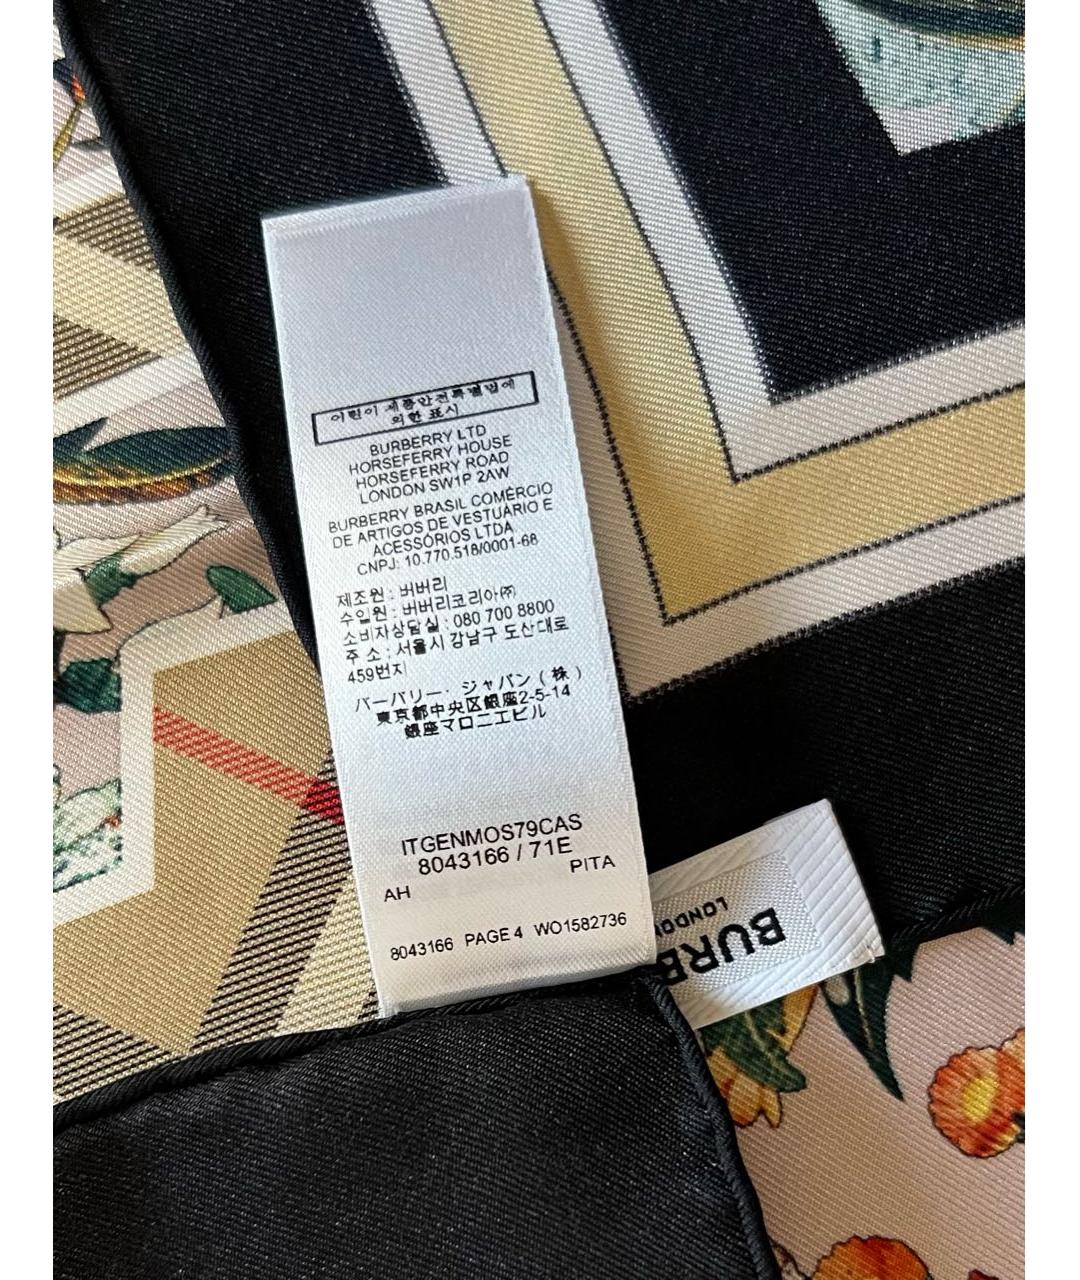 어린이 제품안전특별법에
의한 표시
BURBERRY LTD
HORSEFERRY HOUSE
HORSEFERRY ROAD
LONDON SW1P 2AW
BURBERRY BRASIL COMÉRCIO
DE ARTIGOS DE VESTUÁRIO E
ACESSÓRIOS LTDA
CNPJ: 10.770.518/0001-68
제조원 : 버버리
수입원 : 버버리코리아㈜
소비자상담실 : 080 700 8800
주 소 : 서울시 강남구 도산대로
459번지
バーバリー・ジャパン ( 株 )
東京都中央区銀座2-5-14
銀座マロニエビル
ITGENMOS79CAS
8043166 / 71E
PITA
AH
8043166 PAGE 4 WO1582736
BURB
LONDO